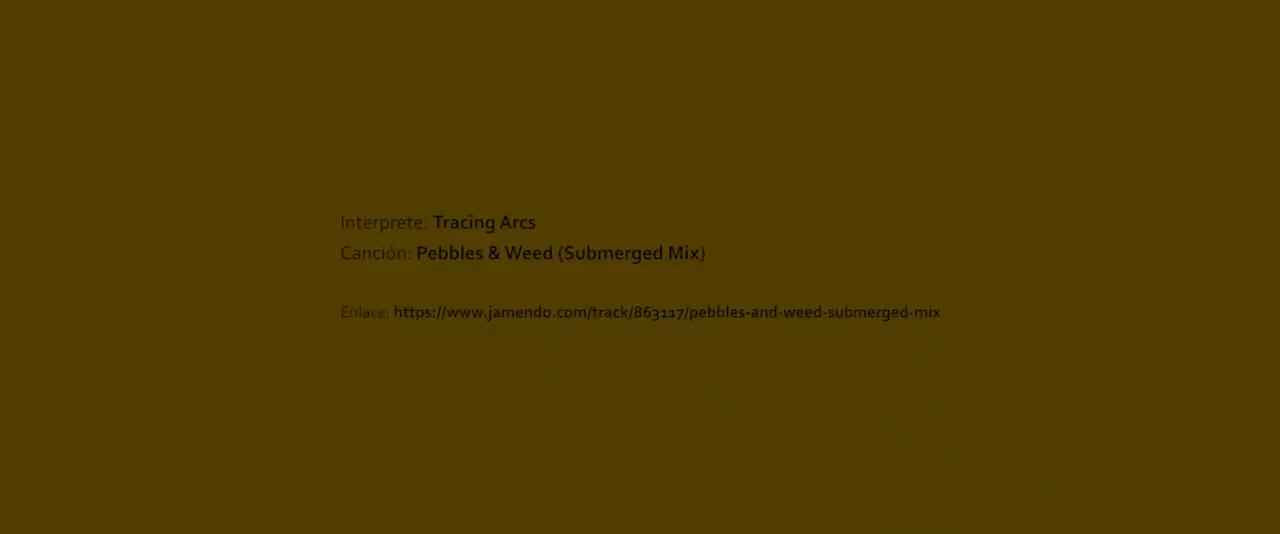 Interprete: Tracing Arcs
Canción: Pebbles & Weed (Submerged Mix)
Enlace: https://www.jamendo.com/track/863117/pebbles-and-weed-submerged-mix